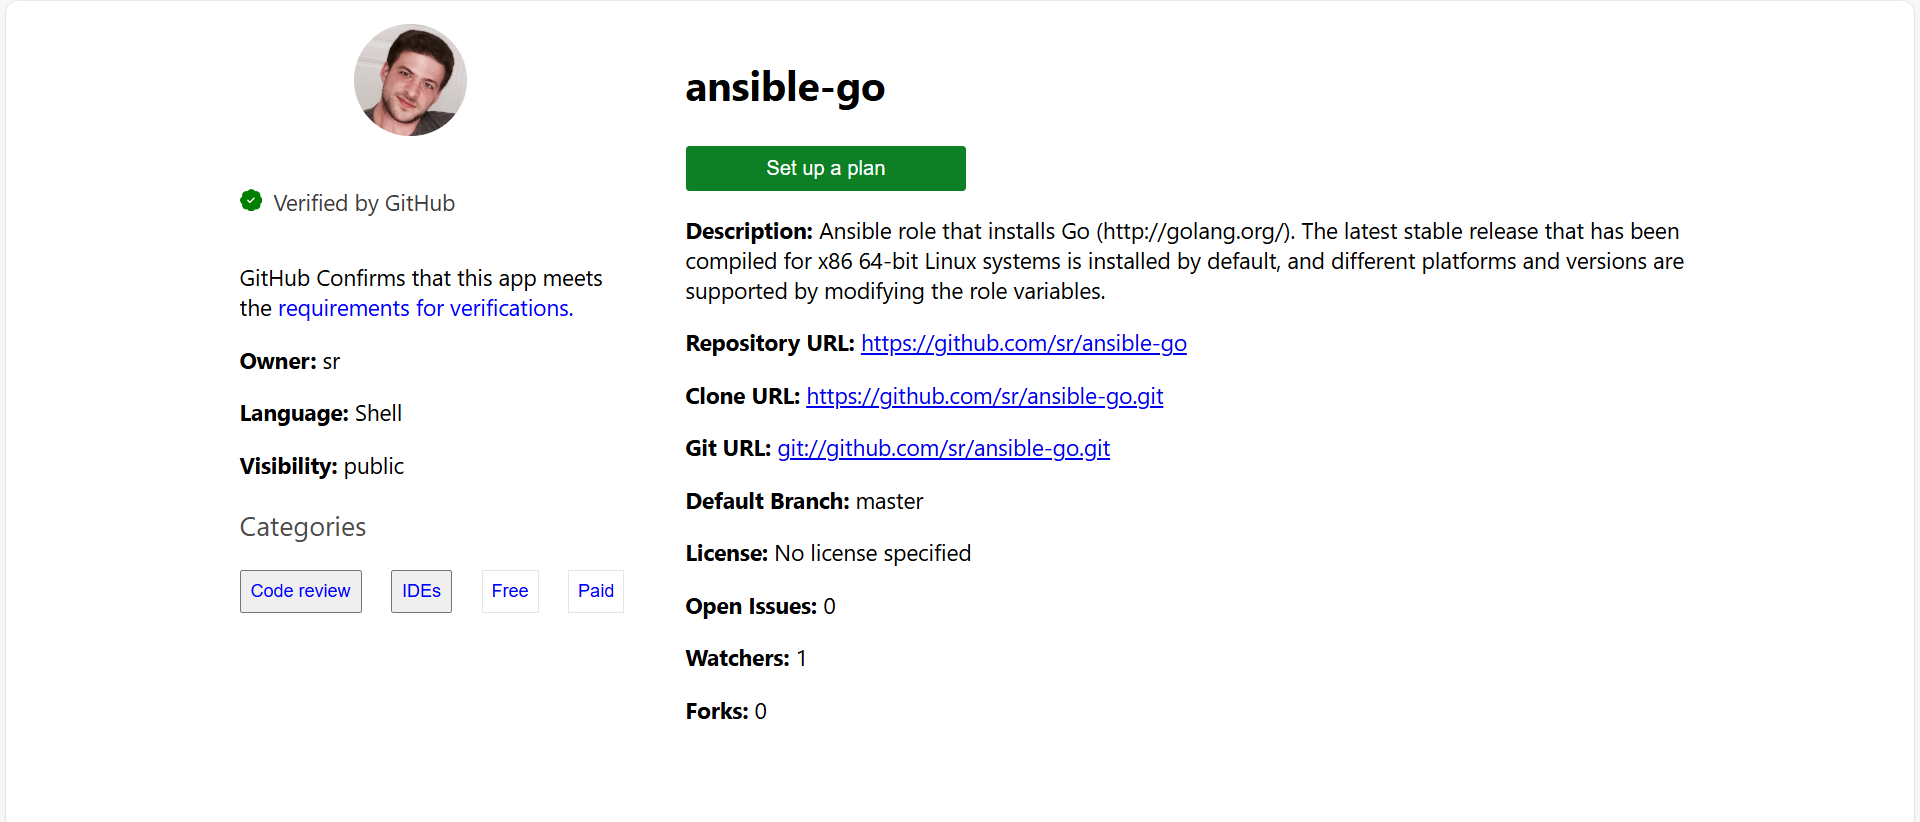 Verified by GitHub
GitHub Confirms that this app meets
the requirements for verifications.
Owner: sr
Language: Shell
Visibility: public
Categories
Code review IDEs Free Paid
ansible-go
Set up a plan
Description: Ansible role that installs Go (http://golang.org/). The latest stable release that has been
compiled for x86 64-bit Linux systems is installed by default, and different platforms and versions are
supported by modifying the role variables.
Repository URL: https://github.com/sr/ansible-go
Clone URL: https://github.com/sr/ansible-go.git
Git URL: git://github.com/sr/ansible-go.git
Default Branch: master
License: No license specified
Open Issues: 0
Watchers: 1
Forks: 0